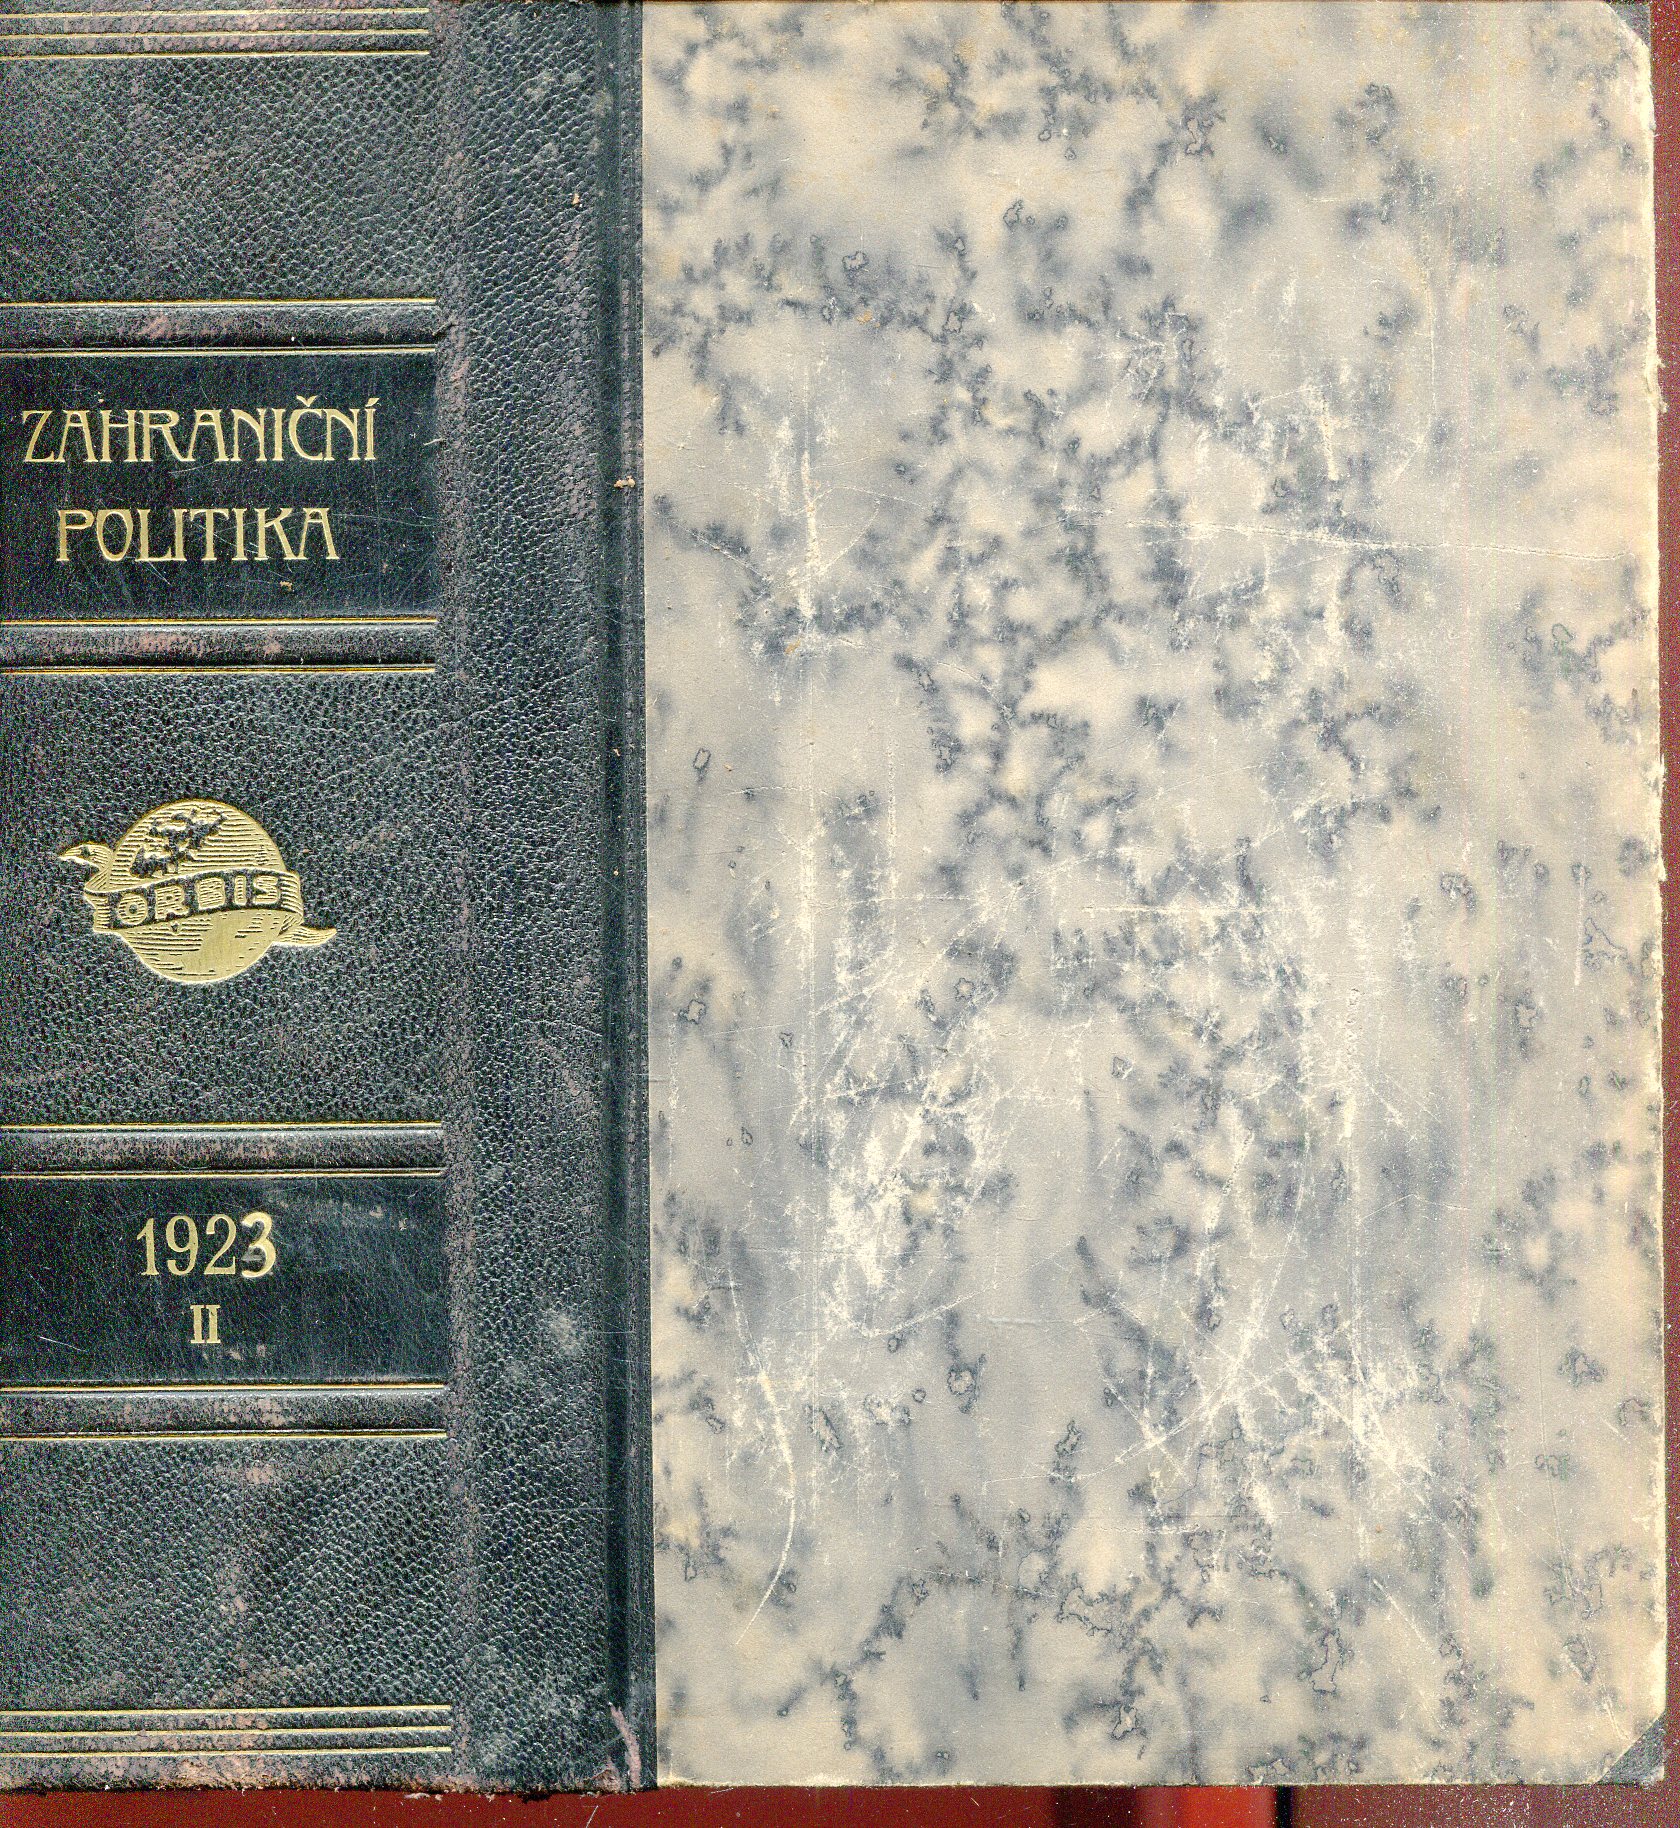 ZAHRANIČNÍ
POLITIKA
ORBIS
1923
II